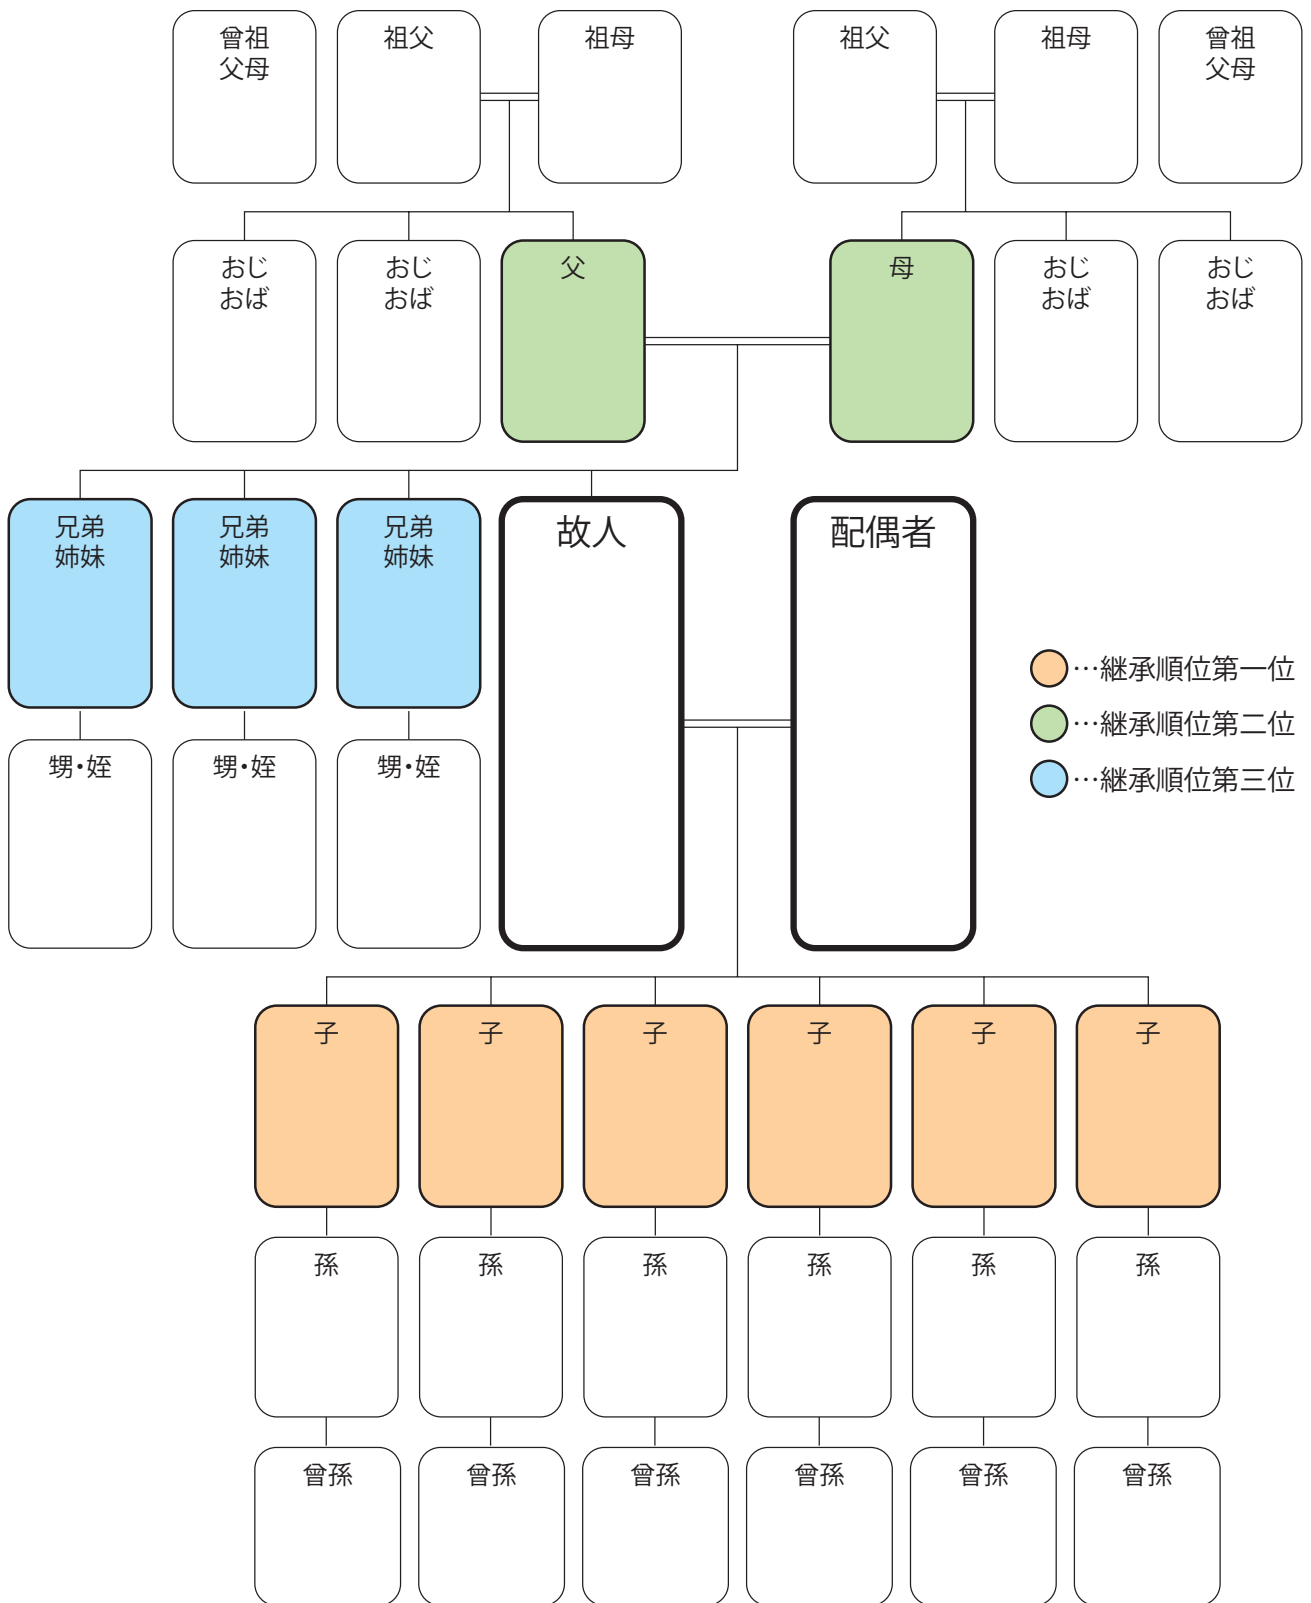 曾祖
父母
祖父
祖母
祖父
祖母
曾祖
父母
おじ
おば
おじ
おば
父
母
おじ
おば
おじ
おば
兄弟
姉妹
兄弟
姉妹
兄弟
姉妹
故人
配偶者
…継承順位第一位
…継承順位第二位
…継承順位第三位
甥・姪
甥・姪
甥・姪
子
子
子
子
子
子
孫
孫
孫
孫
孫
孫
曾孫
曾孫
曾孫
曾孫
曾孫
曾孫